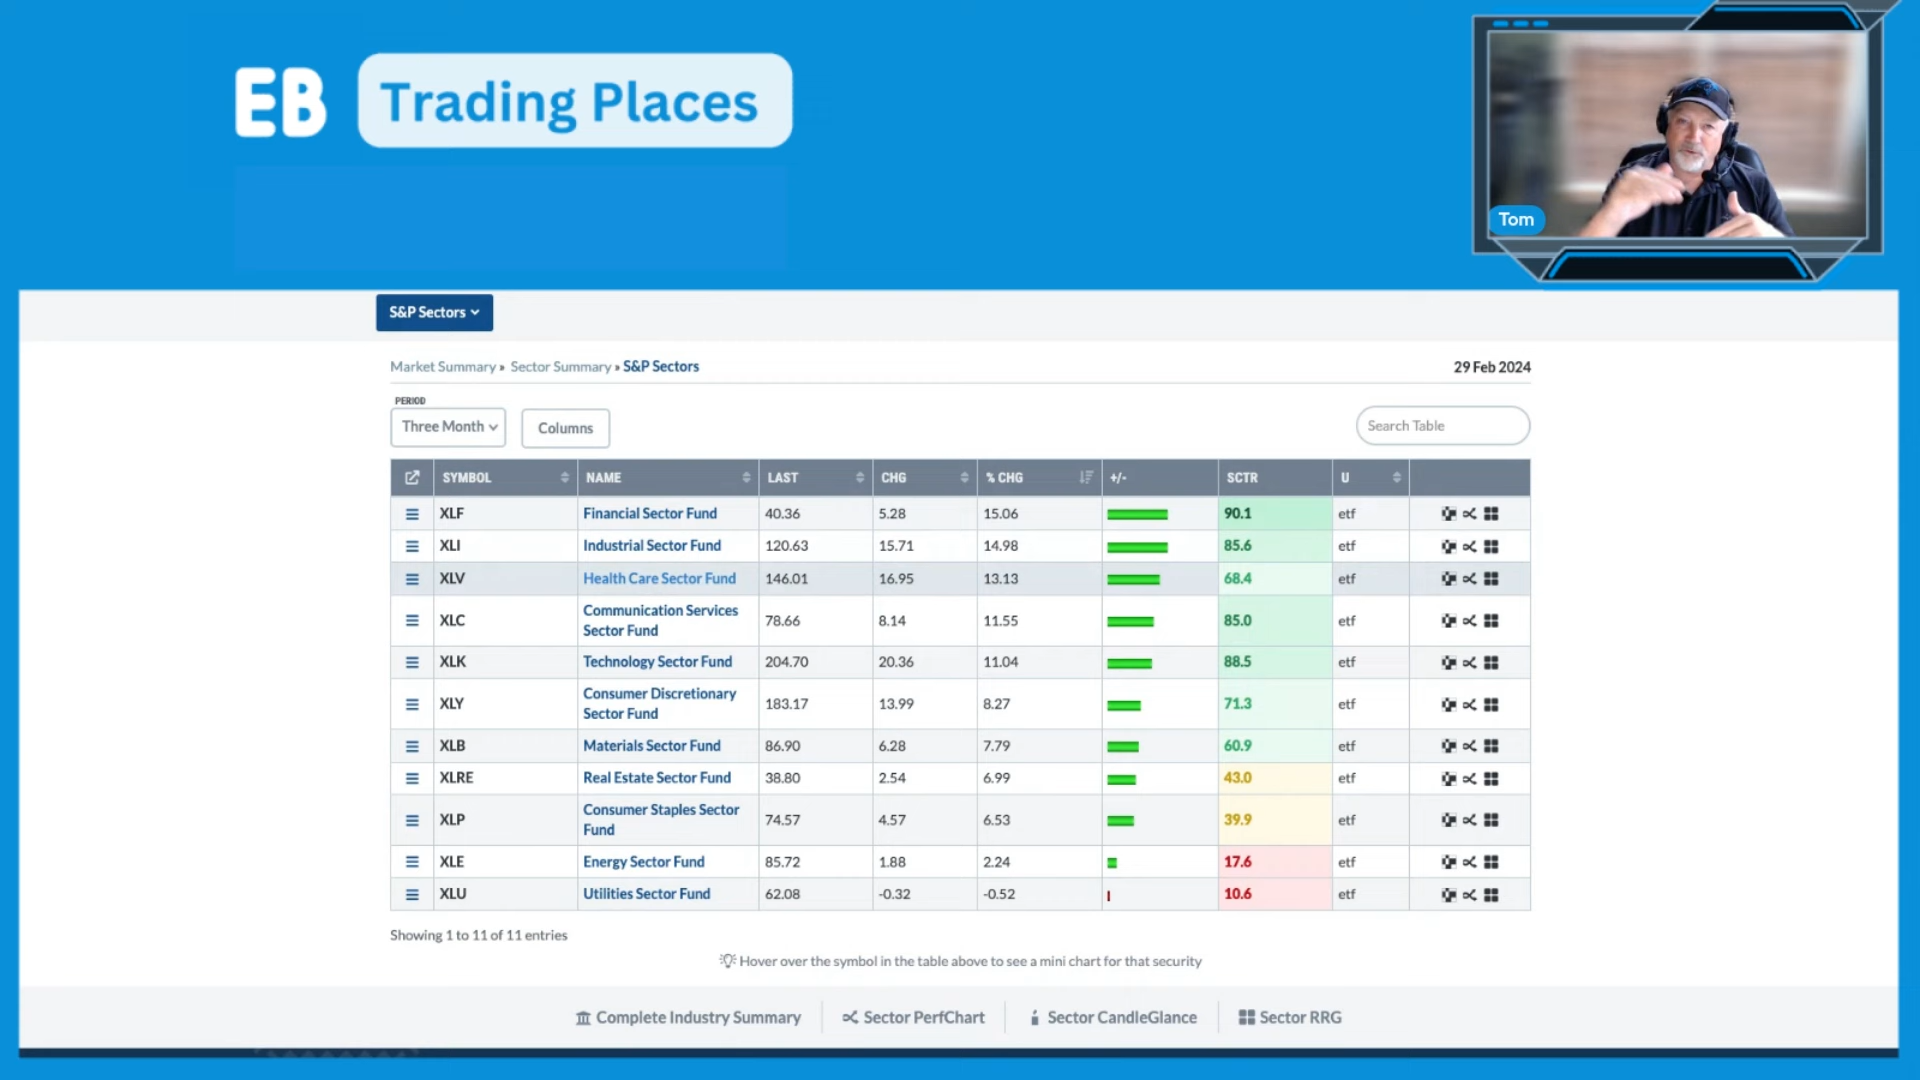 EB Trading Places
Tom
S&P Sectors
Market Summary » Sector Summary » S&P Sectors 29 Feb 2024
PERIOD
Three Month Columns Search Table
SYMBOL NAME LAST CHG % CHG +/- SCTR U
XLF Financial Sector Fund 40.36 5.28 15.06 90.1 etf
XLI Industrial Sector Fund 120.63 15.71 14.98 85.6 etf
XLV Health Care Sector Fund 146.01 16.95 13.13 68.4 etf
XLC Communication Services Sector Fund 78.66 8.14 11.55 85.0 etf
XLK Technology Sector Fund 204.70 20.36 11.04 88.5 etf
XLY Consumer Discretionary Sector Fund 183.17 13.99 8.27 71.3 etf
XLB Materials Sector Fund 86.90 6.28 7.79 60.9 etf
XLRE Real Estate Sector Fund 38.80 2.54 6.99 43.0 etf
XLP Consumer Staples Sector Fund 74.57 4.57 6.53 39.9 etf
XLE Energy Sector Fund 85.72 1.88 2.24 17.6 etf
XLU Utilities Sector Fund 62.08 -0.32 -0.52 10.6 etf
Showing 1 to 11 of 11 entries
Hover over the symbol in the table above to see a mini chart for that security
Complete Industry Summary Sector PerfChart Sector CandleGlance Sector RRG